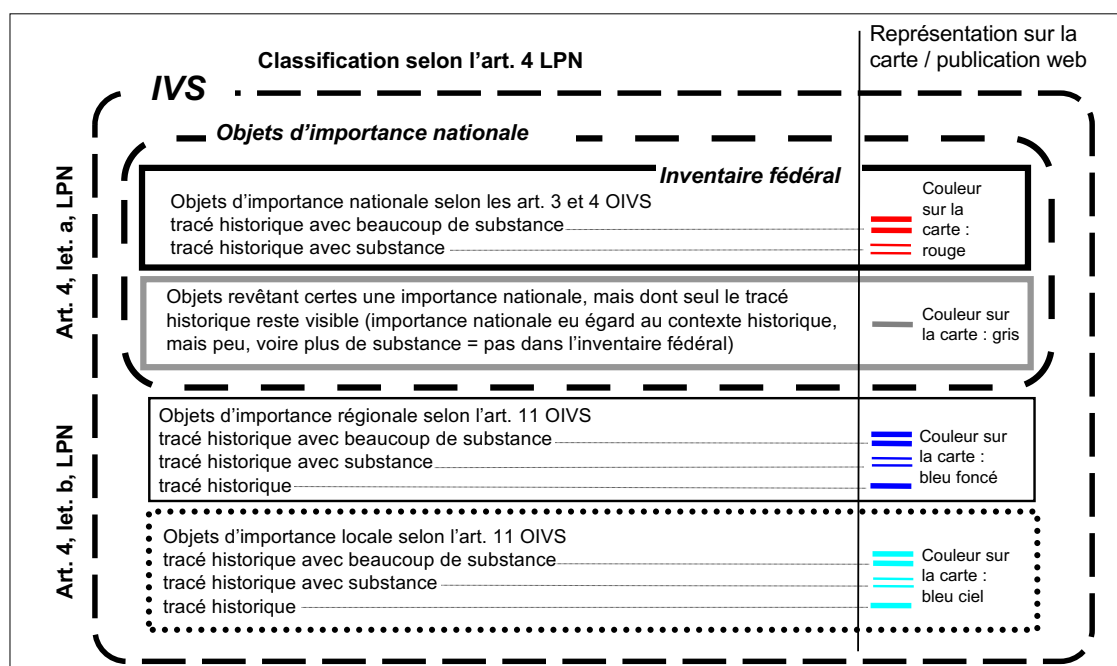 Représentation sur la
carte / publication web
Classification selon l'art. 4 LPN
IVS
Objets d'importance nationale
Art. 4, let. a, LPN
Inventaire fédéral
Objets d'importance nationale selon les art. 3 et 4 OIVS
tracé historique avec beaucoup de substance
tracé historique avec substance
Couleur
sur la
carte :
rouge
Objets revêtant certes une importance nationale, mais dont seul le tracé
historique reste visible (importance nationale eu égard au contexte historique,
mais peu, voire plus de substance = pas dans l'inventaire fédéral)
Couleur sur
la carte : gris
Art. 4, let. b, LPN
Objets d'importance régionale selon l'art. 11 OIVS
tracé historique avec beaucoup de substance
tracé historique avec substance
tracé historique
Couleur sur
la carte :
bleu foncé
Objets d'importance locale selon l'art. 11 OIVS
tracé historique avec beaucoup de substance
tracé historique avec substance
tracé historique
Couleur sur
la carte :
bleu ciel